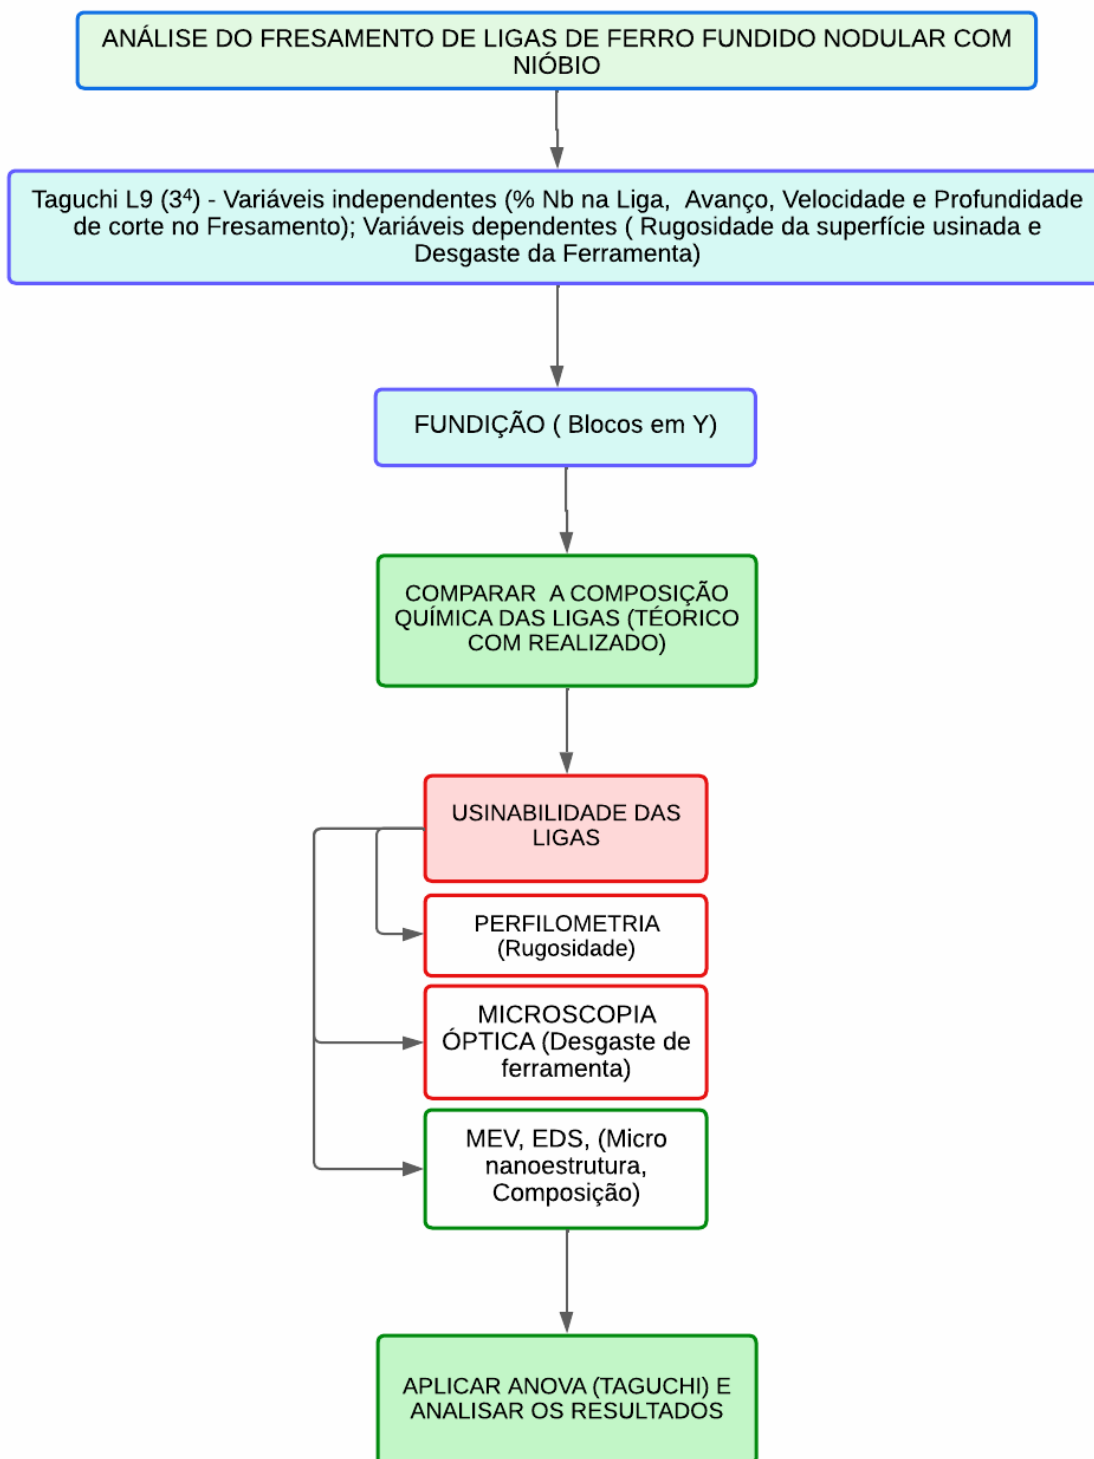 ANÁLISE DO FRESAMENTO DE LIGAS DE FERRO FUNDIDO NODULAR COM
NIÓBIO
Taguchi L9 (3⁴) - Variáveis independentes (% Nb na Liga, Avanço, Velocidade e Profundidade
de corte no Fresamento); Variáveis dependentes ( Rugosidade da superfície usinada e
Desgaste da Ferramenta)
FUNDIÇÃO ( Blocos em Y)
COMPARAR A COMPOSIÇÃO
QUÍMICA DAS LIGAS (TÉORICO
COM REALIZADO)
USINABILIDADE DAS
LIGAS
PERFILOMETRIA
(Rugosidade)
MICROSCOPIA
ÓPTICA (Desgaste de
ferramenta)
MEV, EDS, (Micro
nanoestrutura,
Composição)
APLICAR ANOVA (TAGUCHI) E
ANALISAR OS RESULTADOS